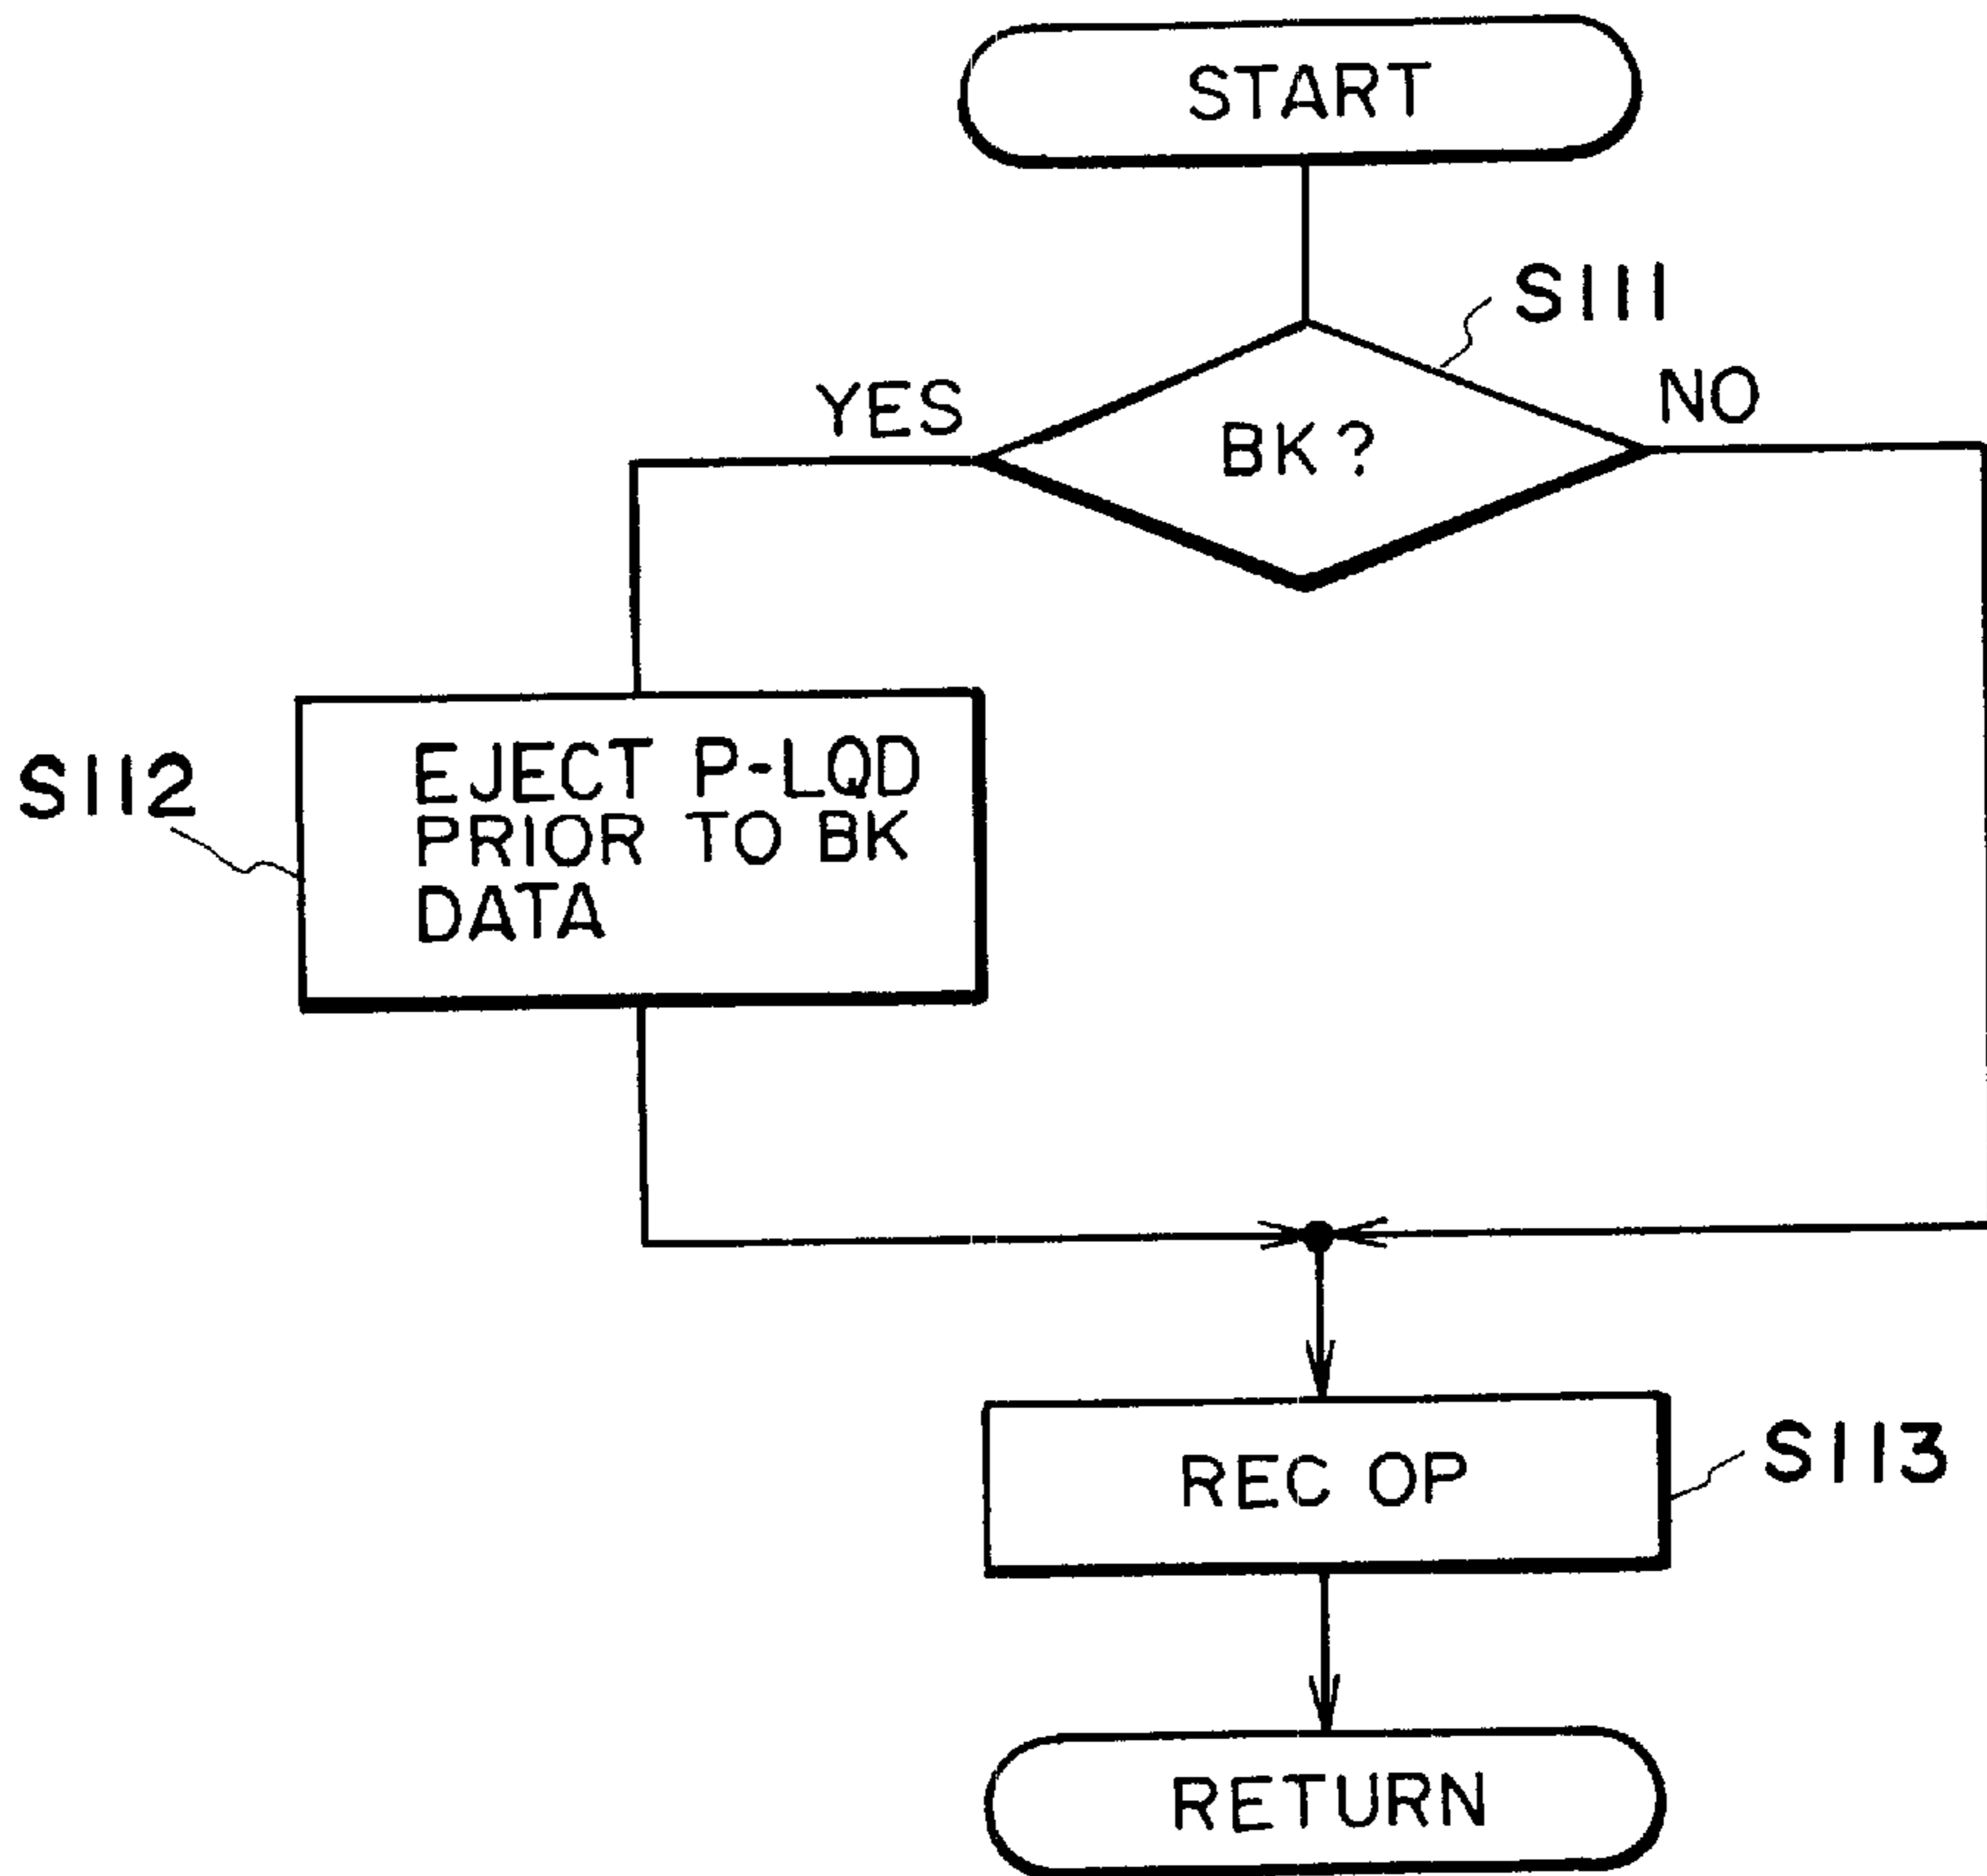 START
S111
YES
NO
BK?
S112
EJECT P-LQD
PRIOR TO BK
DATA
REC OP
S113
RETURN